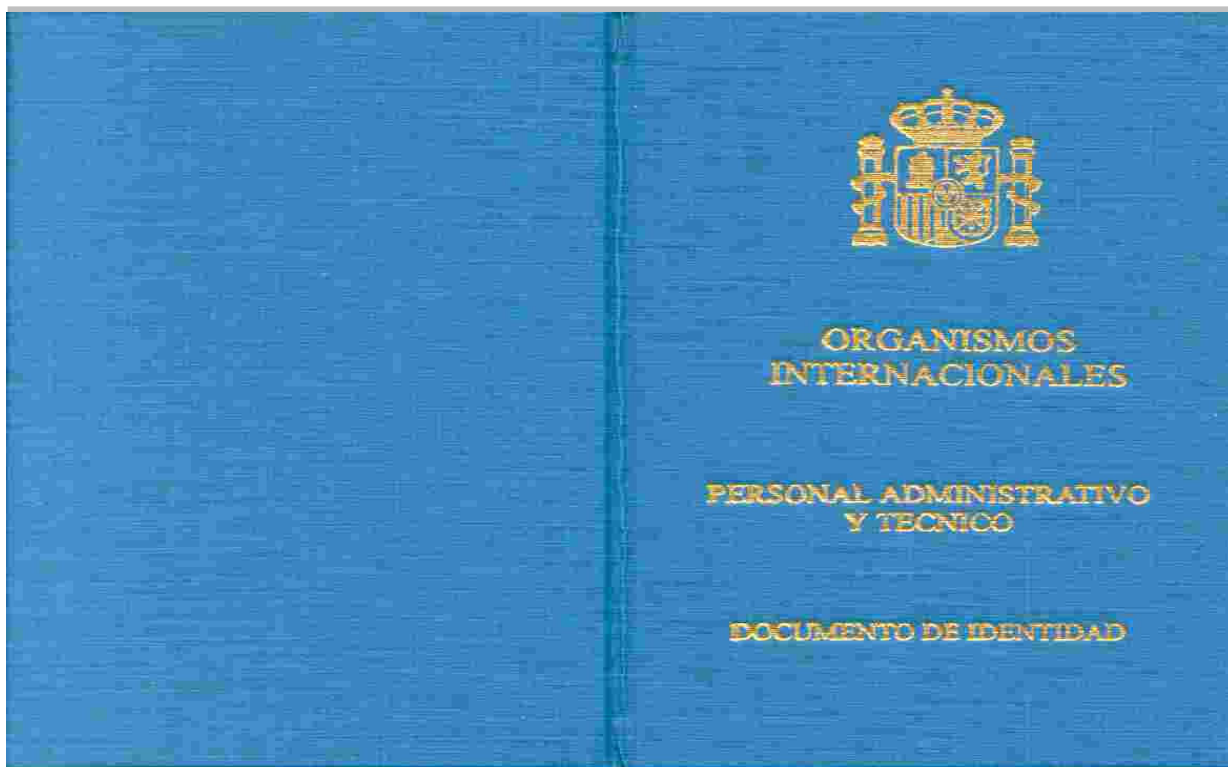 ORGANISMOS
INTERNACIONALES
PERSONAL ADMINISTRATIVO
Y TECNICO
DOCUMENTO DE IDENTIDAD